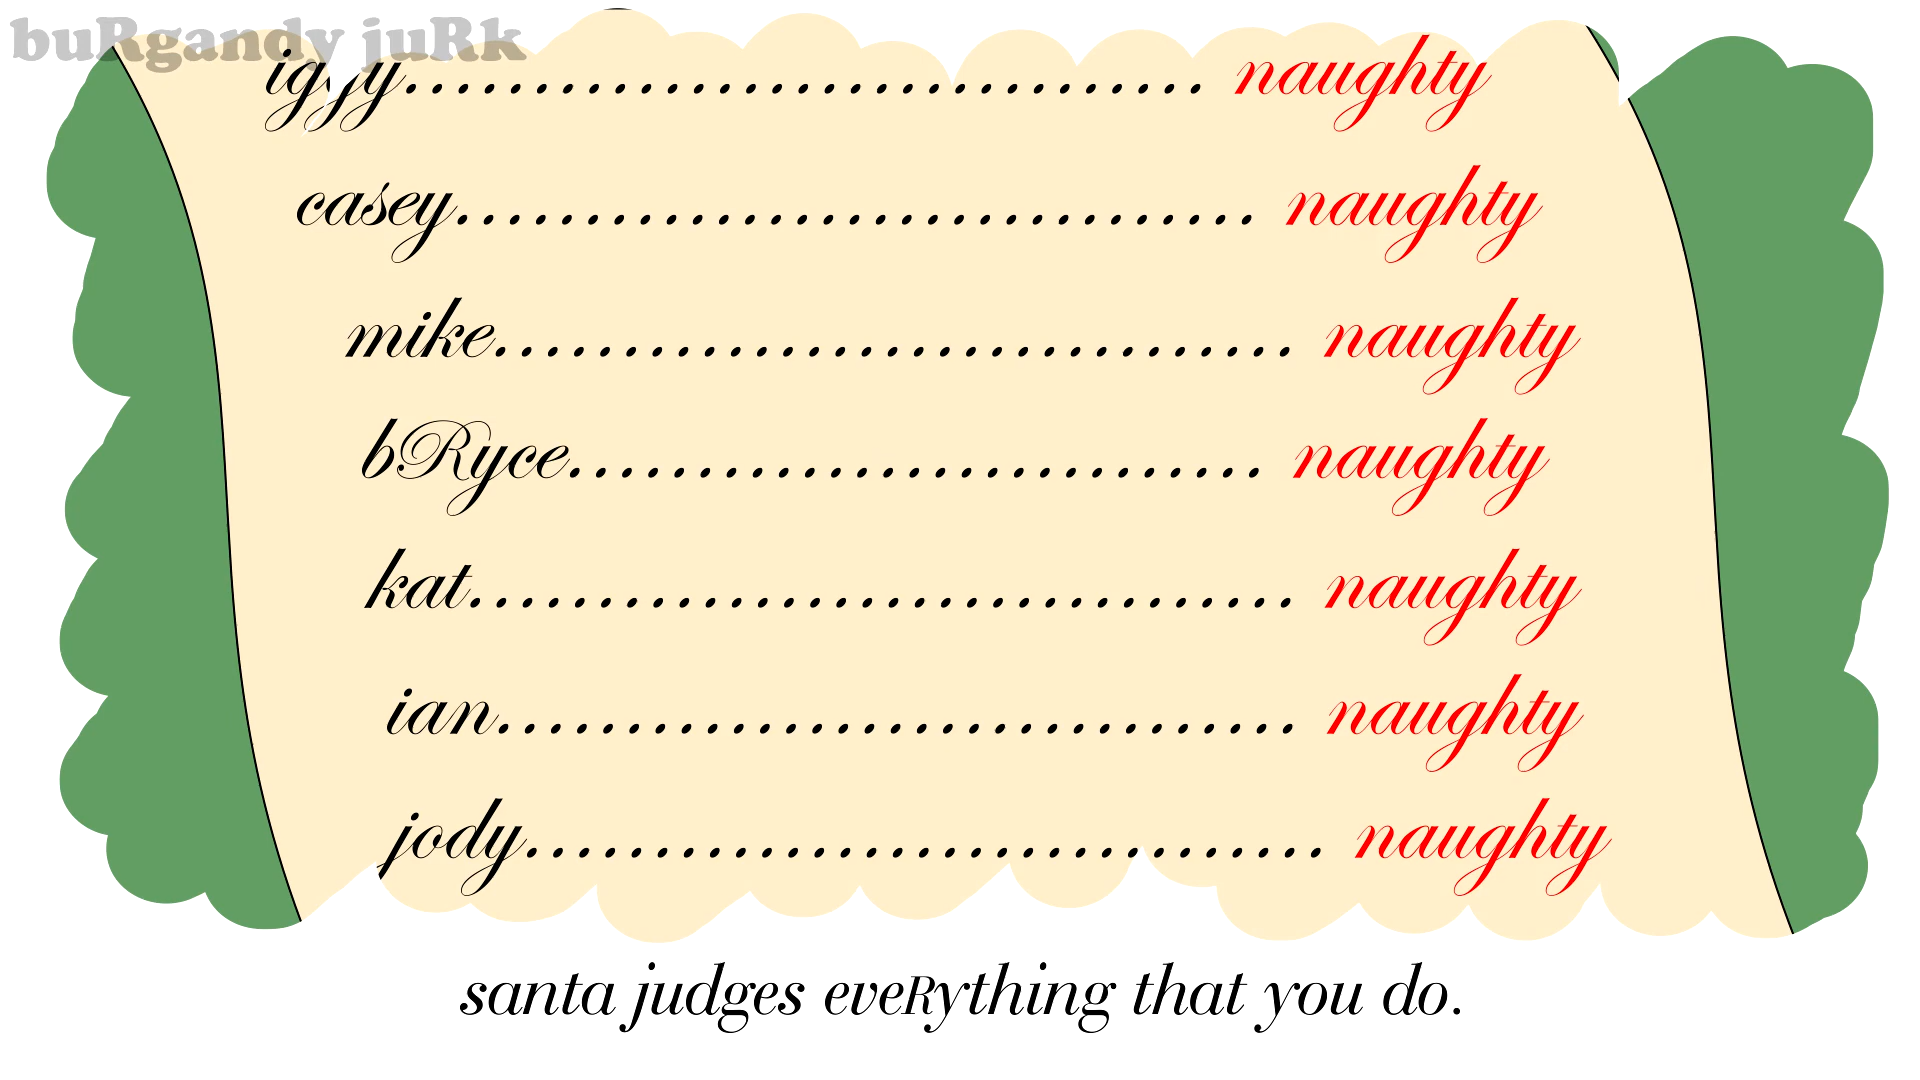 buRgandy juRk
iggy............................... naughty
casey............................... naughty
mike............................... naughty
bRyce........................... naughty
kat................................ naughty
ian............................... naughty
jody............................... naughty
santa judges eveRything that you do.